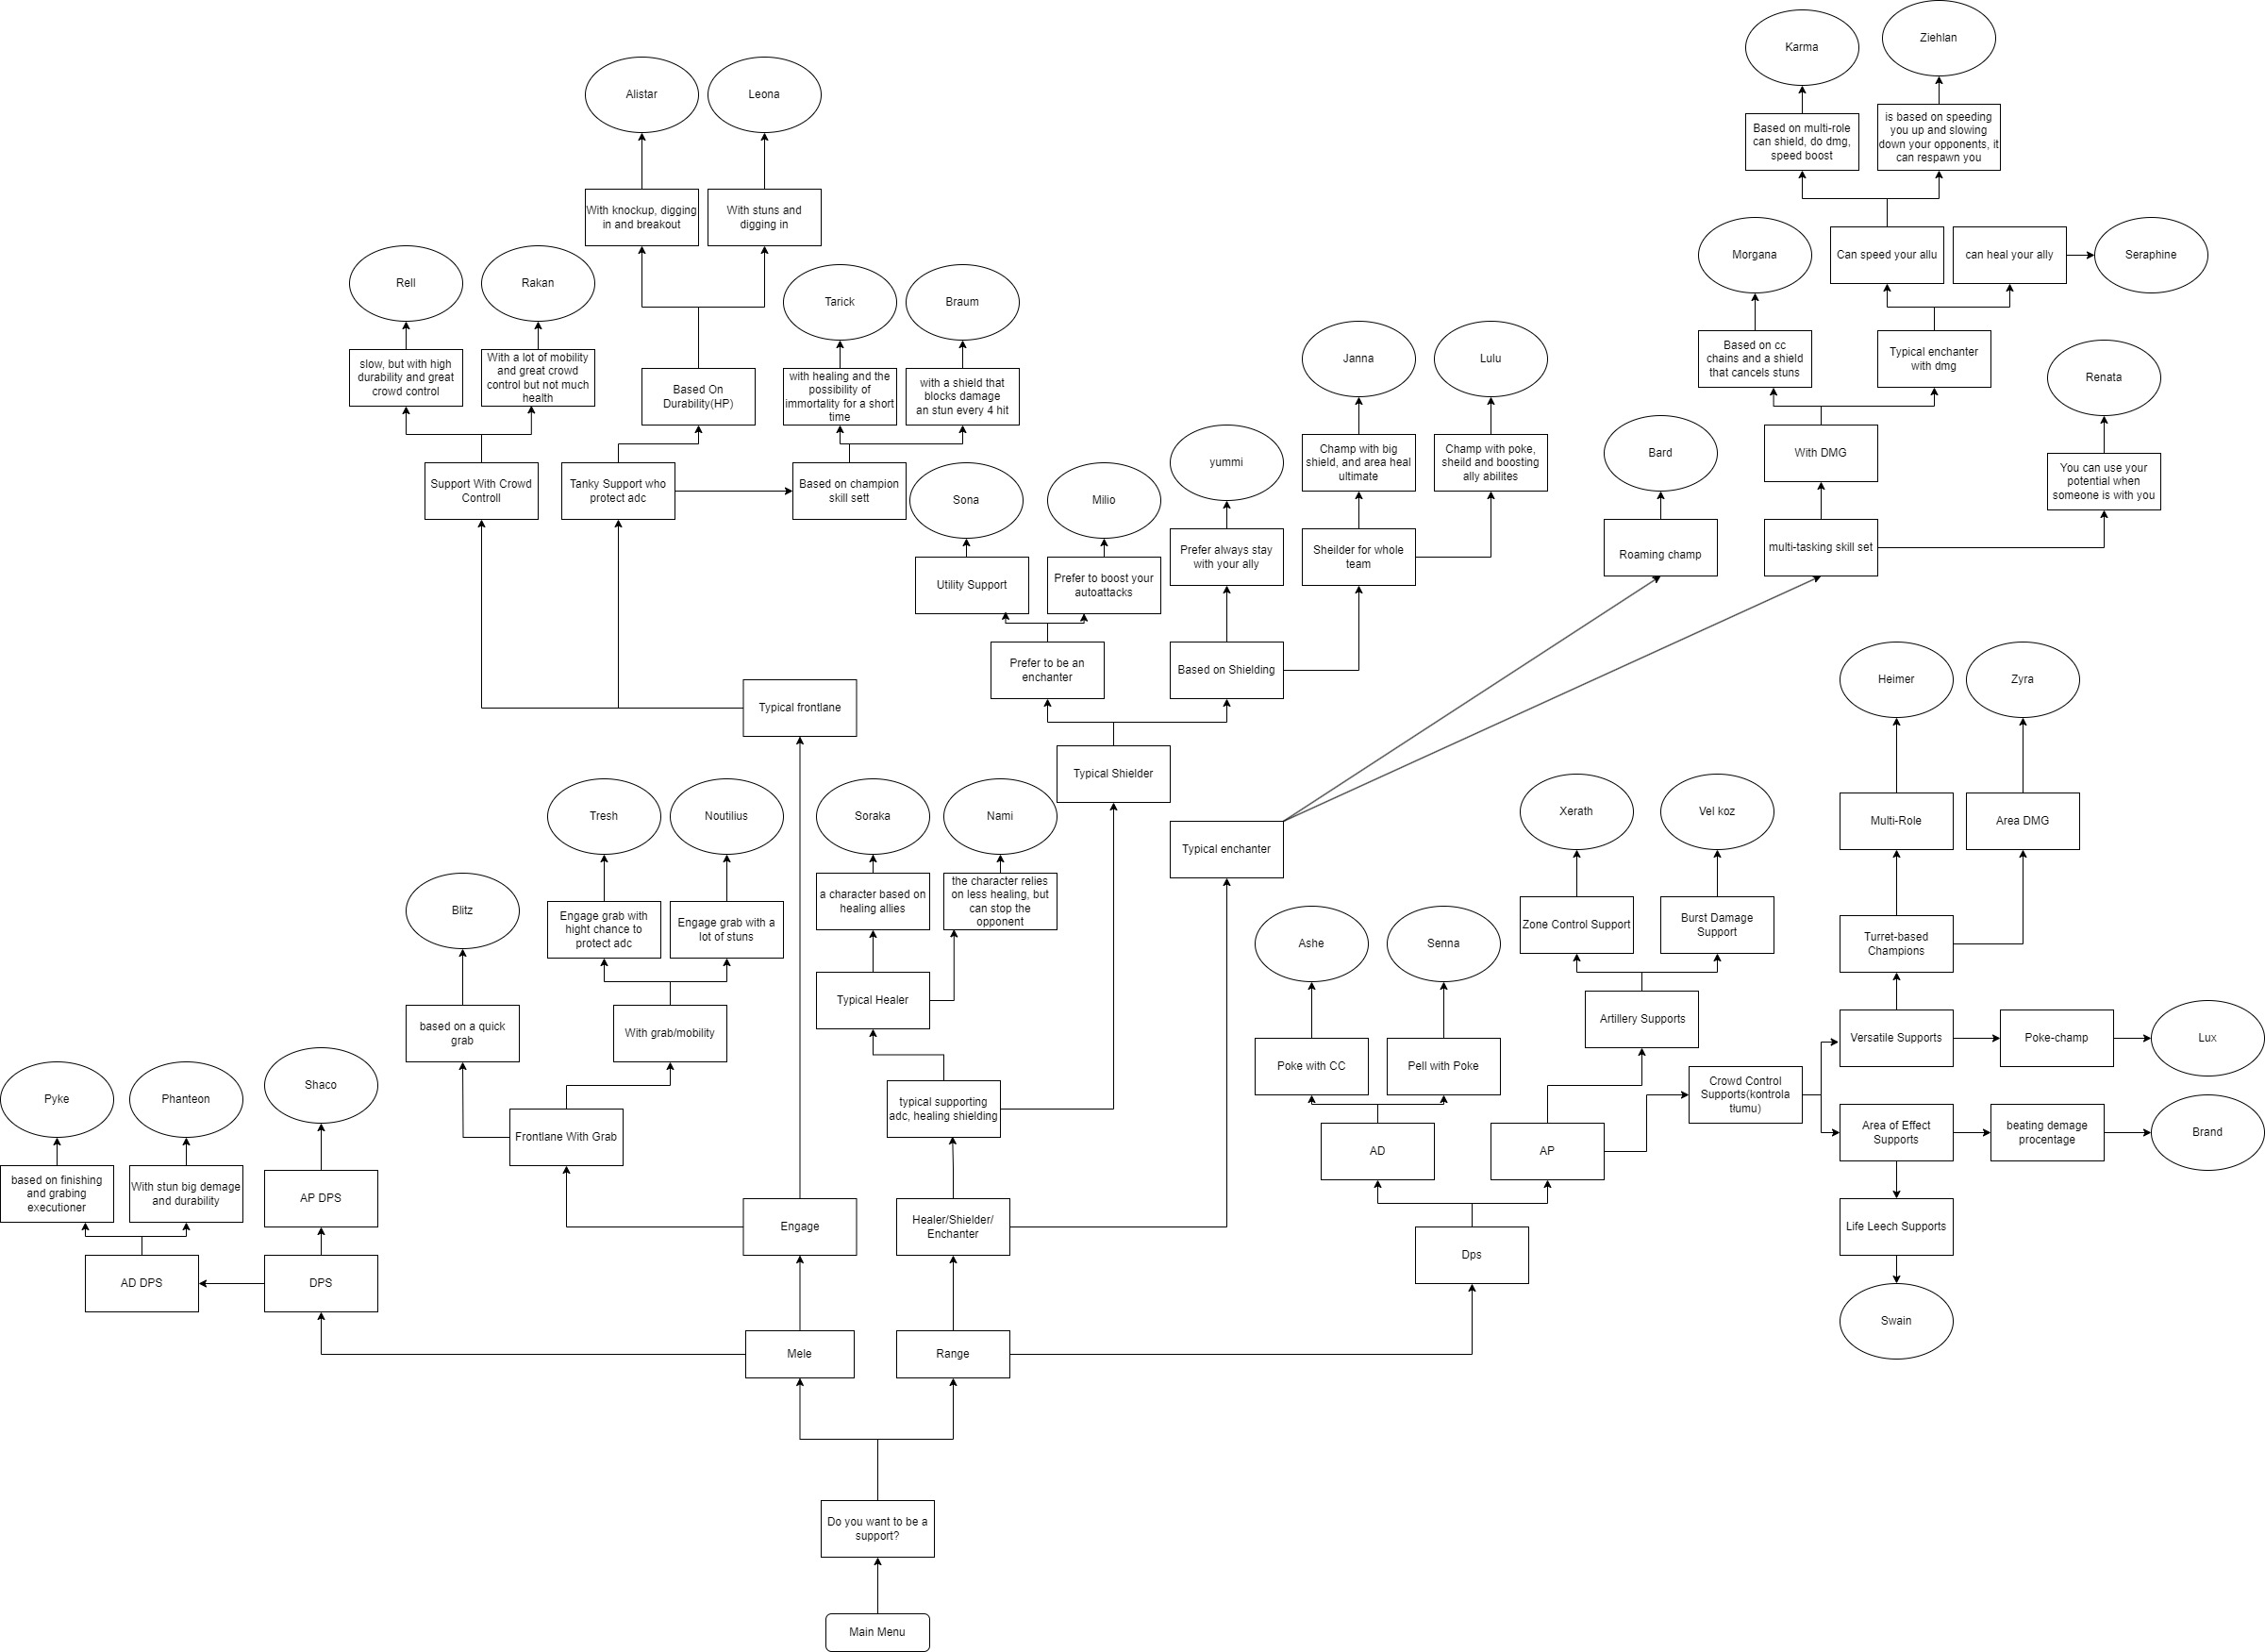 Karma
Ziehlan
Alistar
Leona
Based on multi-role
can shield, do dmg,
speed boost
is based on speeding
you up and slowing
down your opponents, it
can respawn you
With knockup, digging
in and breakout
With stuns and
digging in
Morgana
Can speed your allu
can heal your ally
Seraphine
Rell
Rakan
Tarick
Braum
Janna
Lulu
Based on cc
chains and a shield
that cancels stuns
Typical enchanter
with dmg
Renata
slow, but with high
durability and great
crowd control
With a lot of mobility
and great crowd
control but not much
health
Based On
Durability(HP)
with healing and the
possibility of
immortality for a short
time
with a shield that
blocks damage
an stun every 4 hit
yummi
Champ with big
shield, and area heal
ultimate
Champ with poke,
sheild and boosting
ally abilites
Bard
With DMG
You can use your
potential when
someone is with you
Support With Crowd
Controll
Tanky Support who
protect adc
Based on champion
skill sett
Sona
Milio
Prefer always stay
with your ally
Sheilder for whole
team
Roaming champ
multi-tasking skill set
Utility Support
Prefer to boost your
autoattacks
Prefer to be an
enchanter
Based on Shielding
Heimer
Zyra
Typical frontlane
Typical Shielder
Tresh
Noutilius
Soraka
Nami
Typical enchanter
Xerath
Vel koz
Multi-Role
Area DMG
Blitz
Engage grab with
hight chance to
protect adc
Engage grab with a
lot of stuns
a character based on
healing allies
the character relies
on less healing, but
can stop the
opponent
Ashe
Senna
Zone Control Support
Burst Damage
Support
Turret-based
Champions
based on a quick
grab
With grab/mobility
Typical Healer
Artillery Supports
Versatile Supports
Poke-champ
Lux
Pyke
Phanteon
Shaco
Poke with CC
Pell with Poke
Crowd Control
Supports(kontrola
tłumu)
Frontlane With Grab
typical supporting
adc, healing shielding
AD
AP
Area of Effect
Supports
beating demage
procentage
Brand
based on finishing
and grabing
executioner
With stun big demage
and durability
AP DPS
Engage
Healer/Shielder/
Enchanter
Dps
Life Leech Supports
AD DPS
DPS
Swain
Mele
Range
Do you want to be a
support?
Main Menu